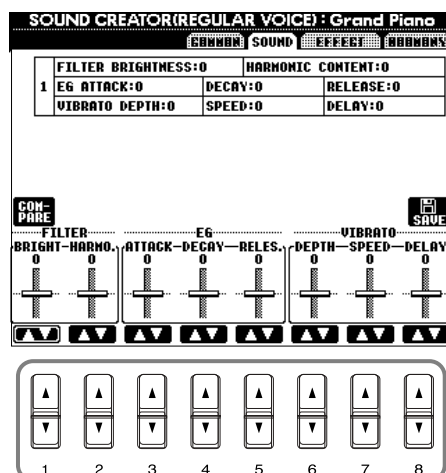 SOUND CREATOR(REGULAR VOICE) : Grand Piano
COMMON SOUND EFFECT HARMONY
FILTER BRIGHTNESS:0 HARMONIC CONTENT:0
1 EG ATTACK:0 DECAY:0 RELEASE:0
VIBRATO DEPTH:0 SPEED:0 DELAY:0
COM-
PARE
SAVE
FILTER EG VIBRATO
BRIGHT-HARMO. ATTACK-DECAY-RELES. DEPTH-SPEED-DELAY
0 0 0 0 0 0 0 0
1 2 3 4 5 6 7 8